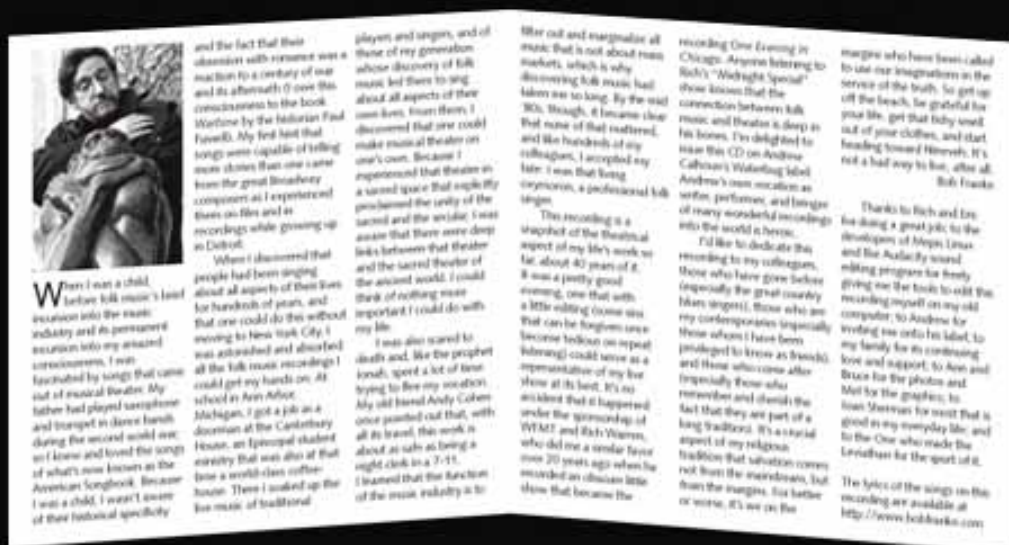 When I was a child,
before folk music's brief
incursion into the music
industry and its permanent
incursion into my amazed
consciousness, I was
fascinated by songs that came
out of musical theater. My
father had played saxophone
and trumpet in dance bands
during the second world war,
so I knew and loved the songs
of what's now known as the
American Songbook. Because
I was a child, I wasn't aware
of their historical specificity
and the fact that their
obsession with romance was a
reaction to a century of war
and its aftermath (I owe this
consciousness to the book
Wartime by the historian Paul
Fussell). My first hint that
songs were capable of telling
more stories than one came
from the great Broadway
composers as I experienced
them on film and in
recordings while growing up
in Detroit.
When I discovered that
people had been singing
about all aspects of their lives
for hundreds of years, and
that one could do this without
moving to New York City, I
was astonished and absorbed
all the folk music recordings I
could get my hands on. At
school in Ann Arbor,
Michigan, I got a job as a
doorman at the Canterbury
House, an Episcopal student
ministry that was also at that
time a world-class coffee-
house. There I soaked up the
live music of traditional
players and singers, and of
those of my generation
whose discovery of folk
music led them to sing
about all aspects of their
own lives. From them, I
discovered that one could
make musical theater on
one's own. Because I
experienced that theater in
a sacred space that explicitly
proclaimed the unity of the
sacred and the secular, I was
aware that there were deep
links between that theater
and the sacred theater of
the ancient world. I could
think of nothing more
important I could do with
my life.
I was also scared to
death and, like the prophet
Jonah, spent a lot of time
trying to flee my vocation.
My old friend Andy Cohen
once pointed out that, with
all its travel, this work is
about as safe as being a
night clerk in a 7-11.
I learned that the function
of the music industry is to
filter out and marginalize all
music that is not about mass
markets, which is why
discovering folk music had
taken me so long. By the mid
'80s, though, it became clear
that none of that mattered,
and like hundreds of my
colleagues, I accepted my
fate: I was that living
oxymoron, a professional folk
singer.
This recording is a
snapshot of the theatrical
aspect of my life's work so
far, about 40 years of it.
It was a pretty good
evening, one that with
a little editing (some sins
that can be forgiven once
become tedious on repeat
listening) could serve as a
representative of my live
show at its best. It's no
accident that it happened
under the sponsorship of
WFMT and Rich Warren,
who did me a similar favor
over 20 years ago when he
recorded an obscure little
show that became the
recording One Evening in
Chicago. Anyone listening to
Rich's "Midnight Special"
show knows that the
connection between folk
music and theater is deep in
his bones. I'm delighted to
issue this CD on Andrew
Calhoun's Waterbug label.
Andrew's own vocation as
writer, performer, and bringer
of many wonderful recordings
into the world is heroic.
I'd like to dedicate this
recording to my colleagues,
those who have gone before
(especially the great country
blues singers), those who are
my contemporaries (especially
those whom I have been
privileged to know as friends),
and those who come after
(especially those who
remember and cherish the
fact that they are part of a
long tradition). It's a crucial
aspect of my religious
tradition that salvation comes
not from the mainstream, but
from the margins. For better
or worse, it's we on the
margins who have been called
to use our imaginations in the
service of the truth. So get up
off the beach, be grateful for
your life, get that fishy smell
out of your clothes, and start
heading toward Nineveh. It's
not a bad way to live, after all.
Bob Franke
Thanks to Rich and
for doing a great job; to the
developers of Mepis Linux
and the Audacity sound
editing program for freely
giving me the tools to edit this
recording myself on my old
computer; to Andrew for
inviting me onto his label; to
my family for its continuing
love and support; to Ann and
Bruce for the photos and
Mel for the graphics; to
Joan Sherman for most that is
good in my everyday life; and
to the One who made the
Leviathan for the sport of it.
The lyrics of the songs on this
recording are available at
http://www.bobfranke.com